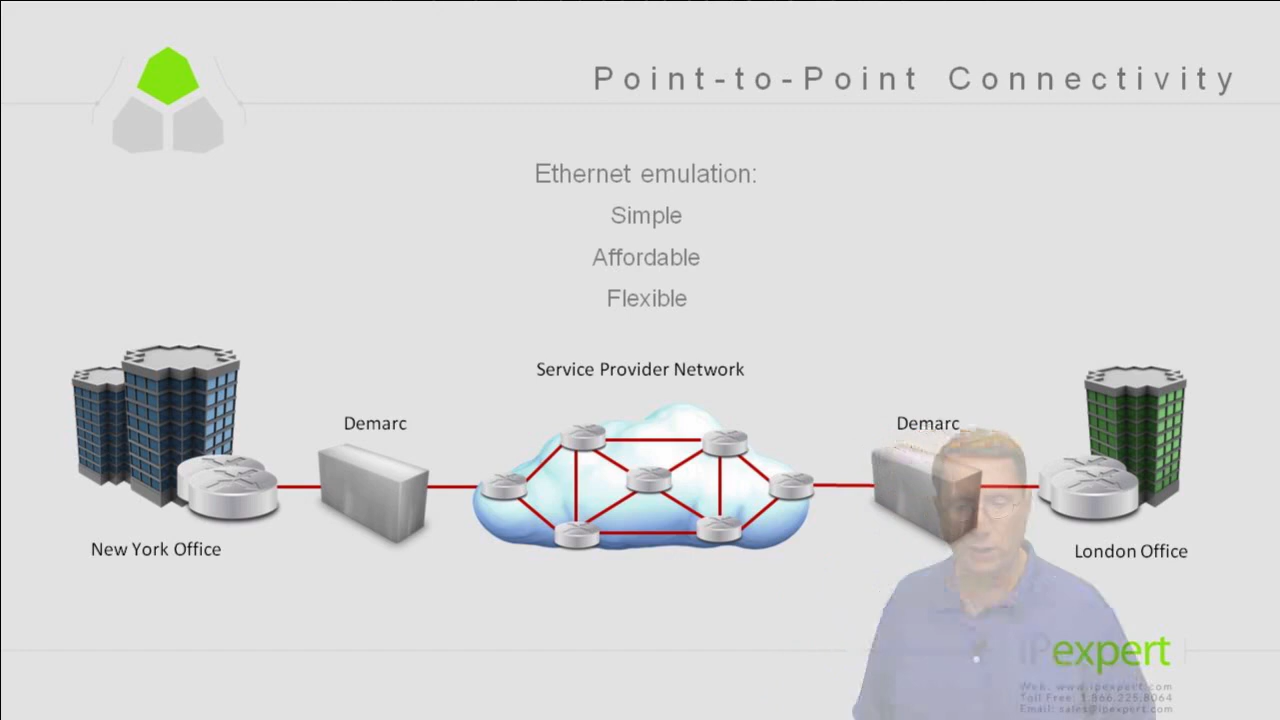 Point-to-Point Connectivity
Ethernet emulation:
Simple
Affordable
Flexible
Service Provider Network
Demarc
Demarc
New York Office
London Office
IPexpert
Web: www.ipexpert.com
Toll Free: 1.866.225.8064
Email: sales@ipexpert.com